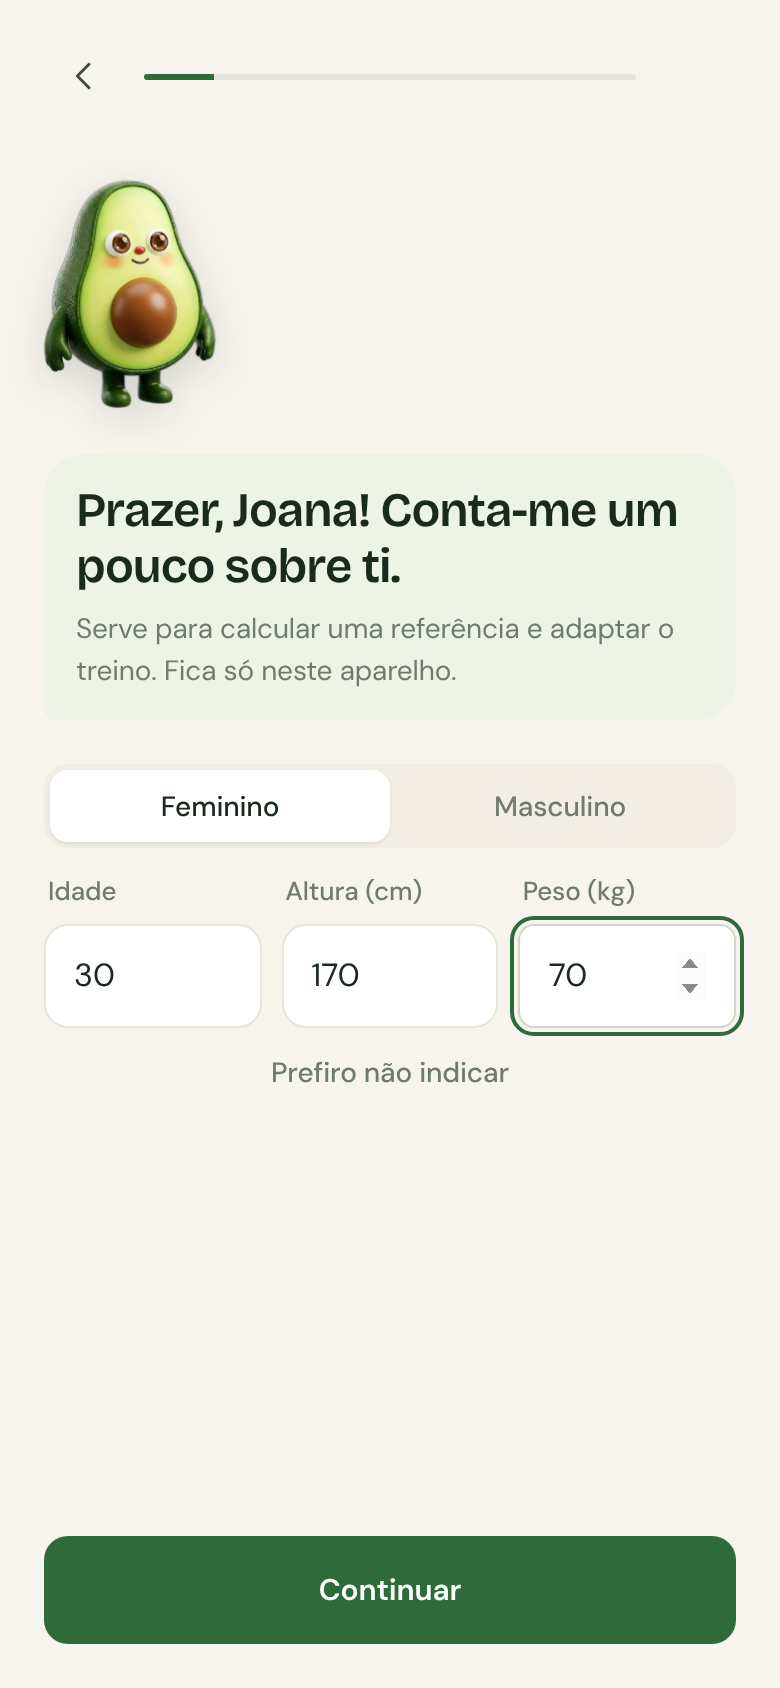 Prazer, Joana! Conta-me um
pouco sobre ti.
Serve para calcular uma referência e adaptar o
treino. Fica só neste aparelho.
Feminino
Masculino
Idade
Altura (cm)
Peso (kg)
30
170
70
Prefiro não indicar
Continuar